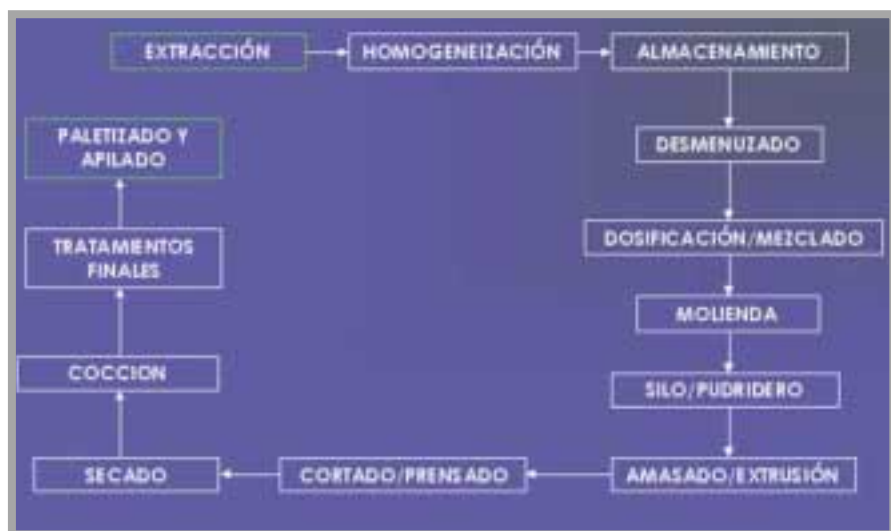 EXTRACCIÓN
HOMOGENEIZACIÓN
ALMACENAMIENTO
DESMENUZADO
DOSIFICACIÓN/MEZCLADO
MOLIENDA
SILO/PUDRIDERO
AMASADO/EXTRUSIÓN
CORTADO/PRENSADO
SECADO
COCCION
TRATAMIENTOS
FINALES
PALETIZADO Y
APILADO